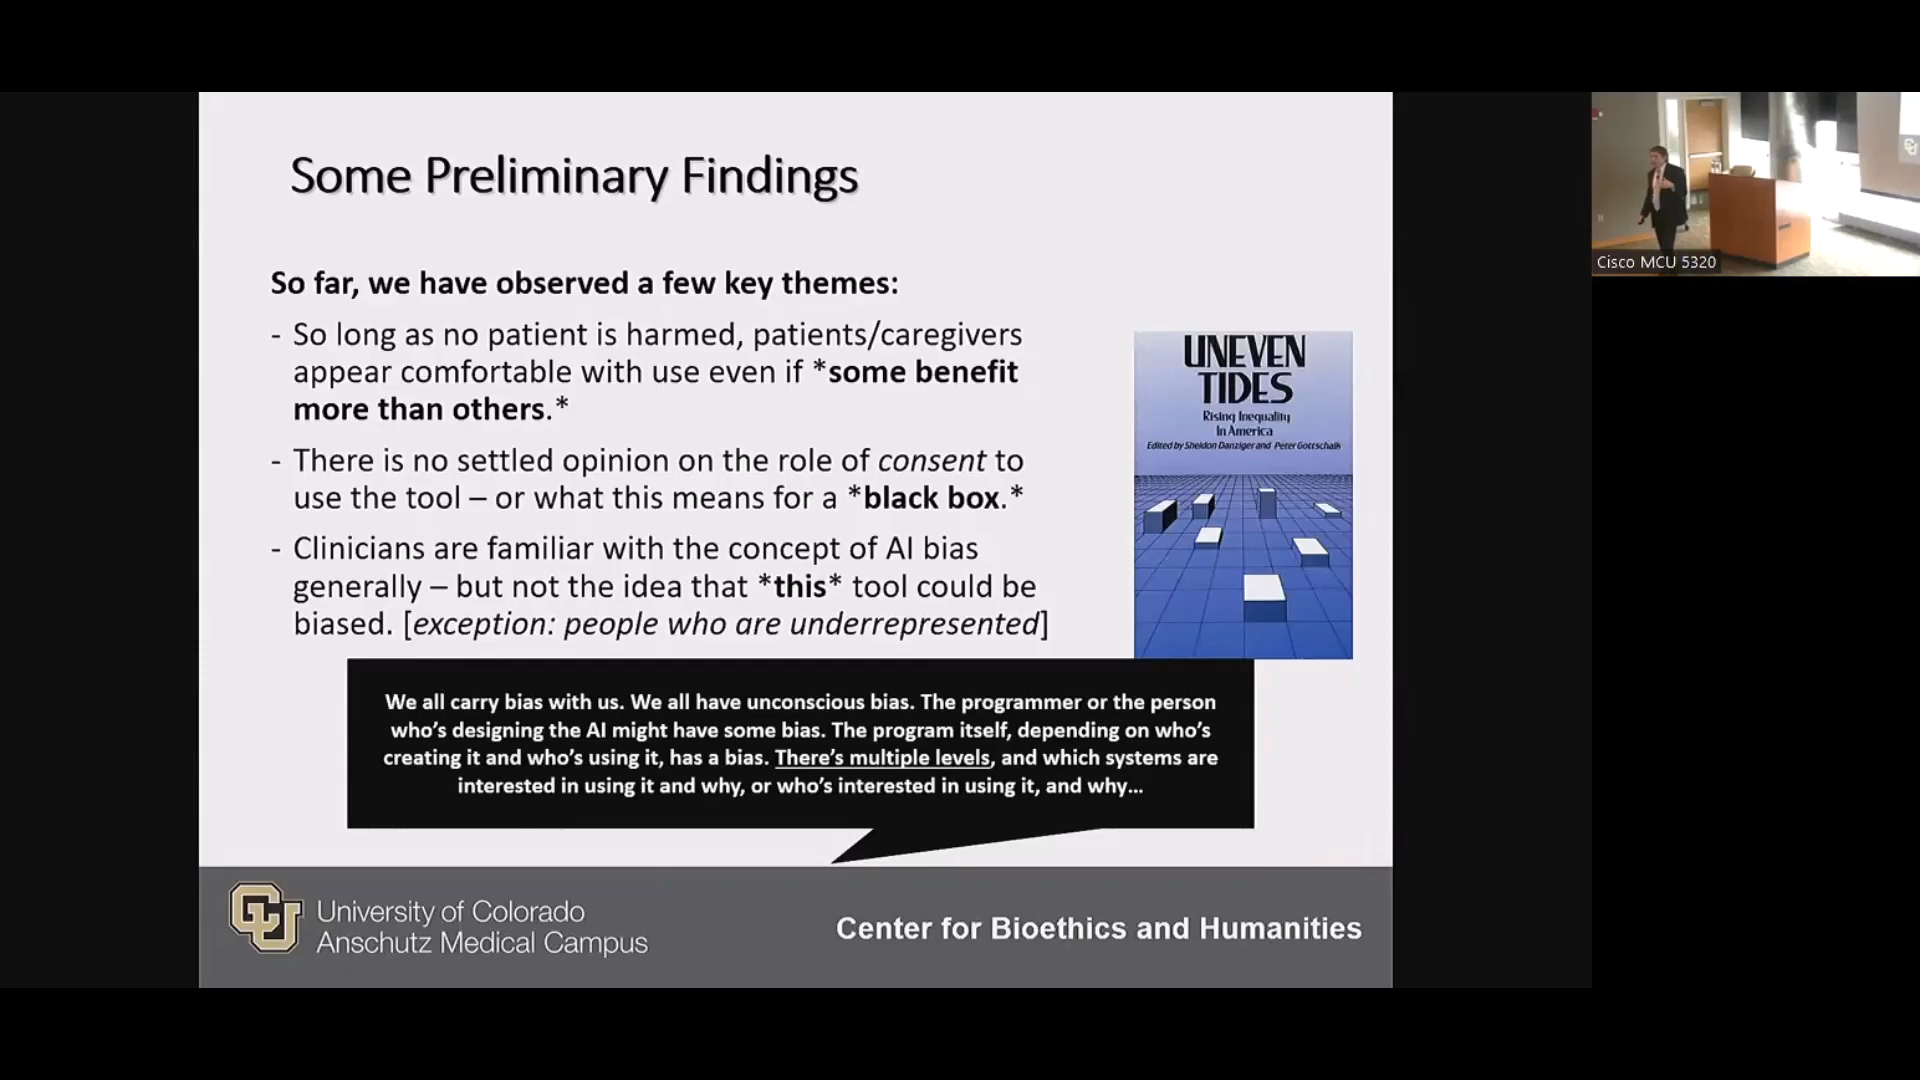 Some Preliminary Findings
So far, we have observed a few key themes:
- So long as no patient is harmed, patients/caregivers
appear comfortable with use even if *some benefit
more than others.*
- There is no settled opinion on the role of consent to
use the tool – or what this means for a *black box.*
- Clinicians are familiar with the concept of AI bias
generally – but not the idea that *this* tool could be
biased. [exception: people who are underrepresented]
UNEVEN
TIDES
Rising Inequality
in America
Edited by Sheldon Danziger and Peter Gottschalk
We all carry bias with us. We all have unconscious bias. The programmer or the person
who's designing the AI might have some bias. The program itself, depending on who's
creating it and who's using it, has a bias. There's multiple levels, and which systems are
interested in using it and why, or who's interested in using it, and why...
University of Colorado
Anschutz Medical Campus
Center for Bioethics and Humanities
Cisco MCU 5320